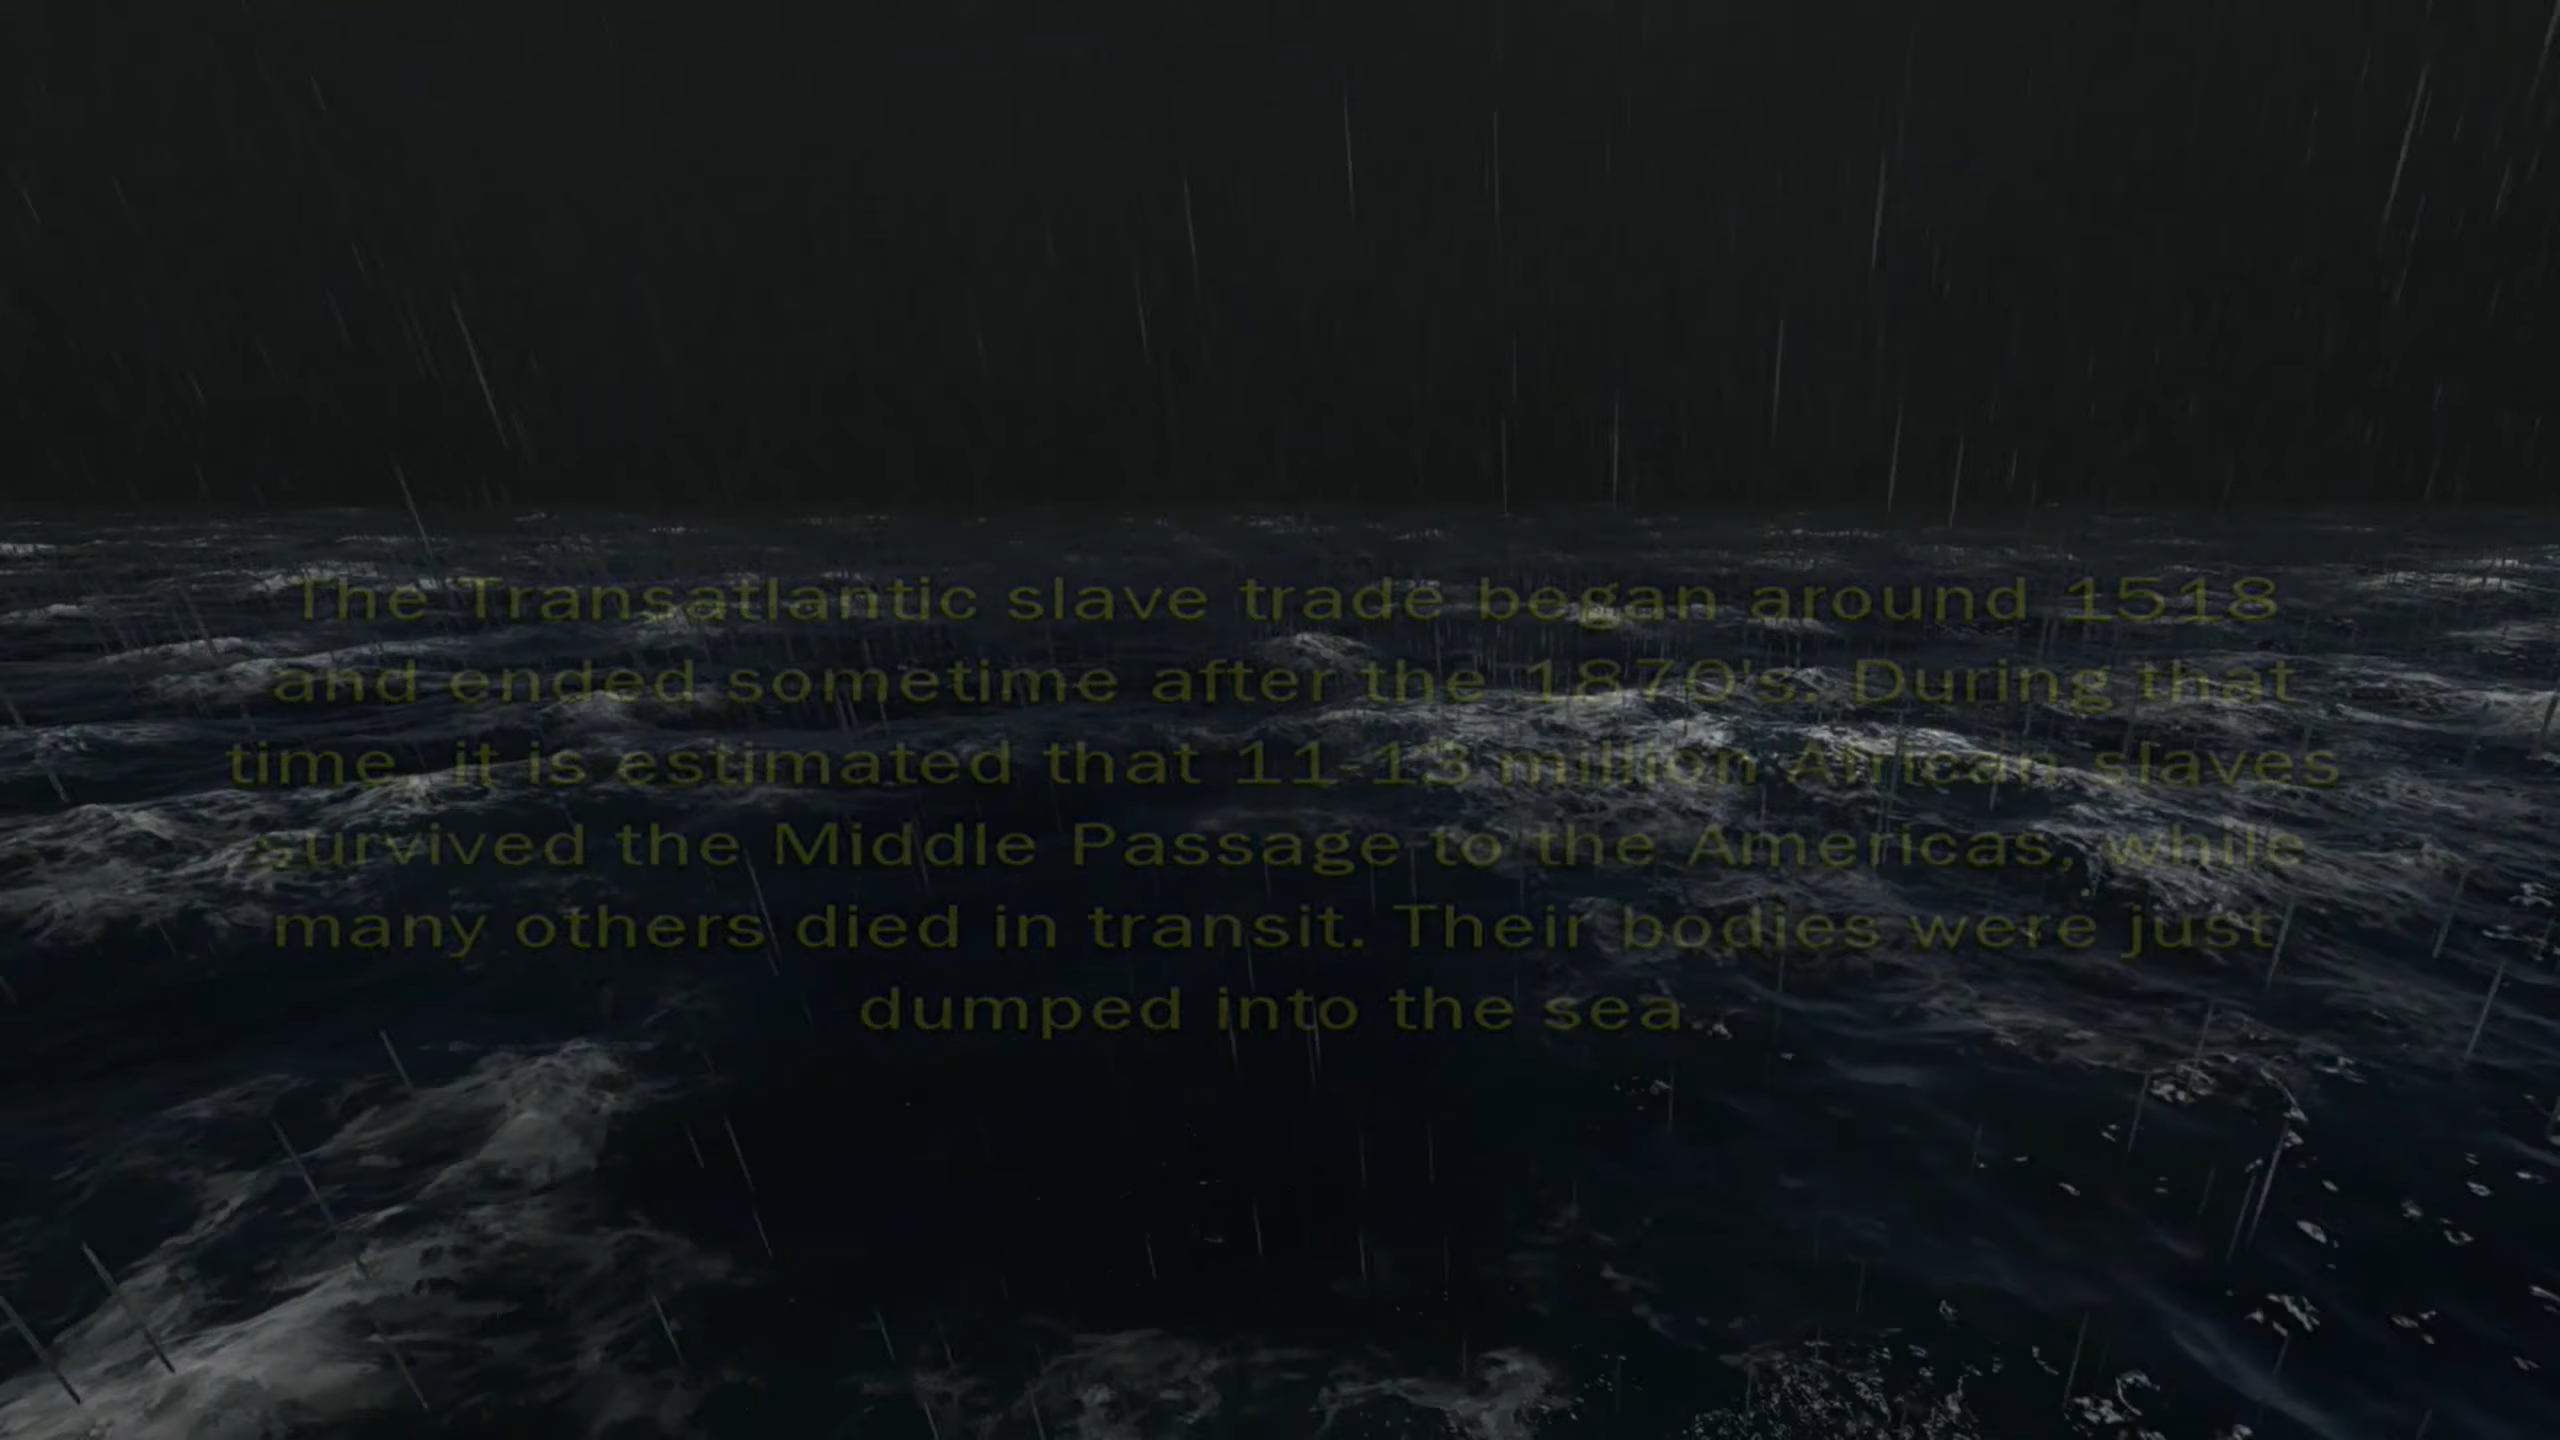 The Transatlantic slave trade began around 1518
and ended sometime after the 1870's. During that
time, it is estimated that 11-13 million African slaves
survived the Middle Passage to the Americas, while
many others died in transit. Their bodies were just
dumped into the sea.